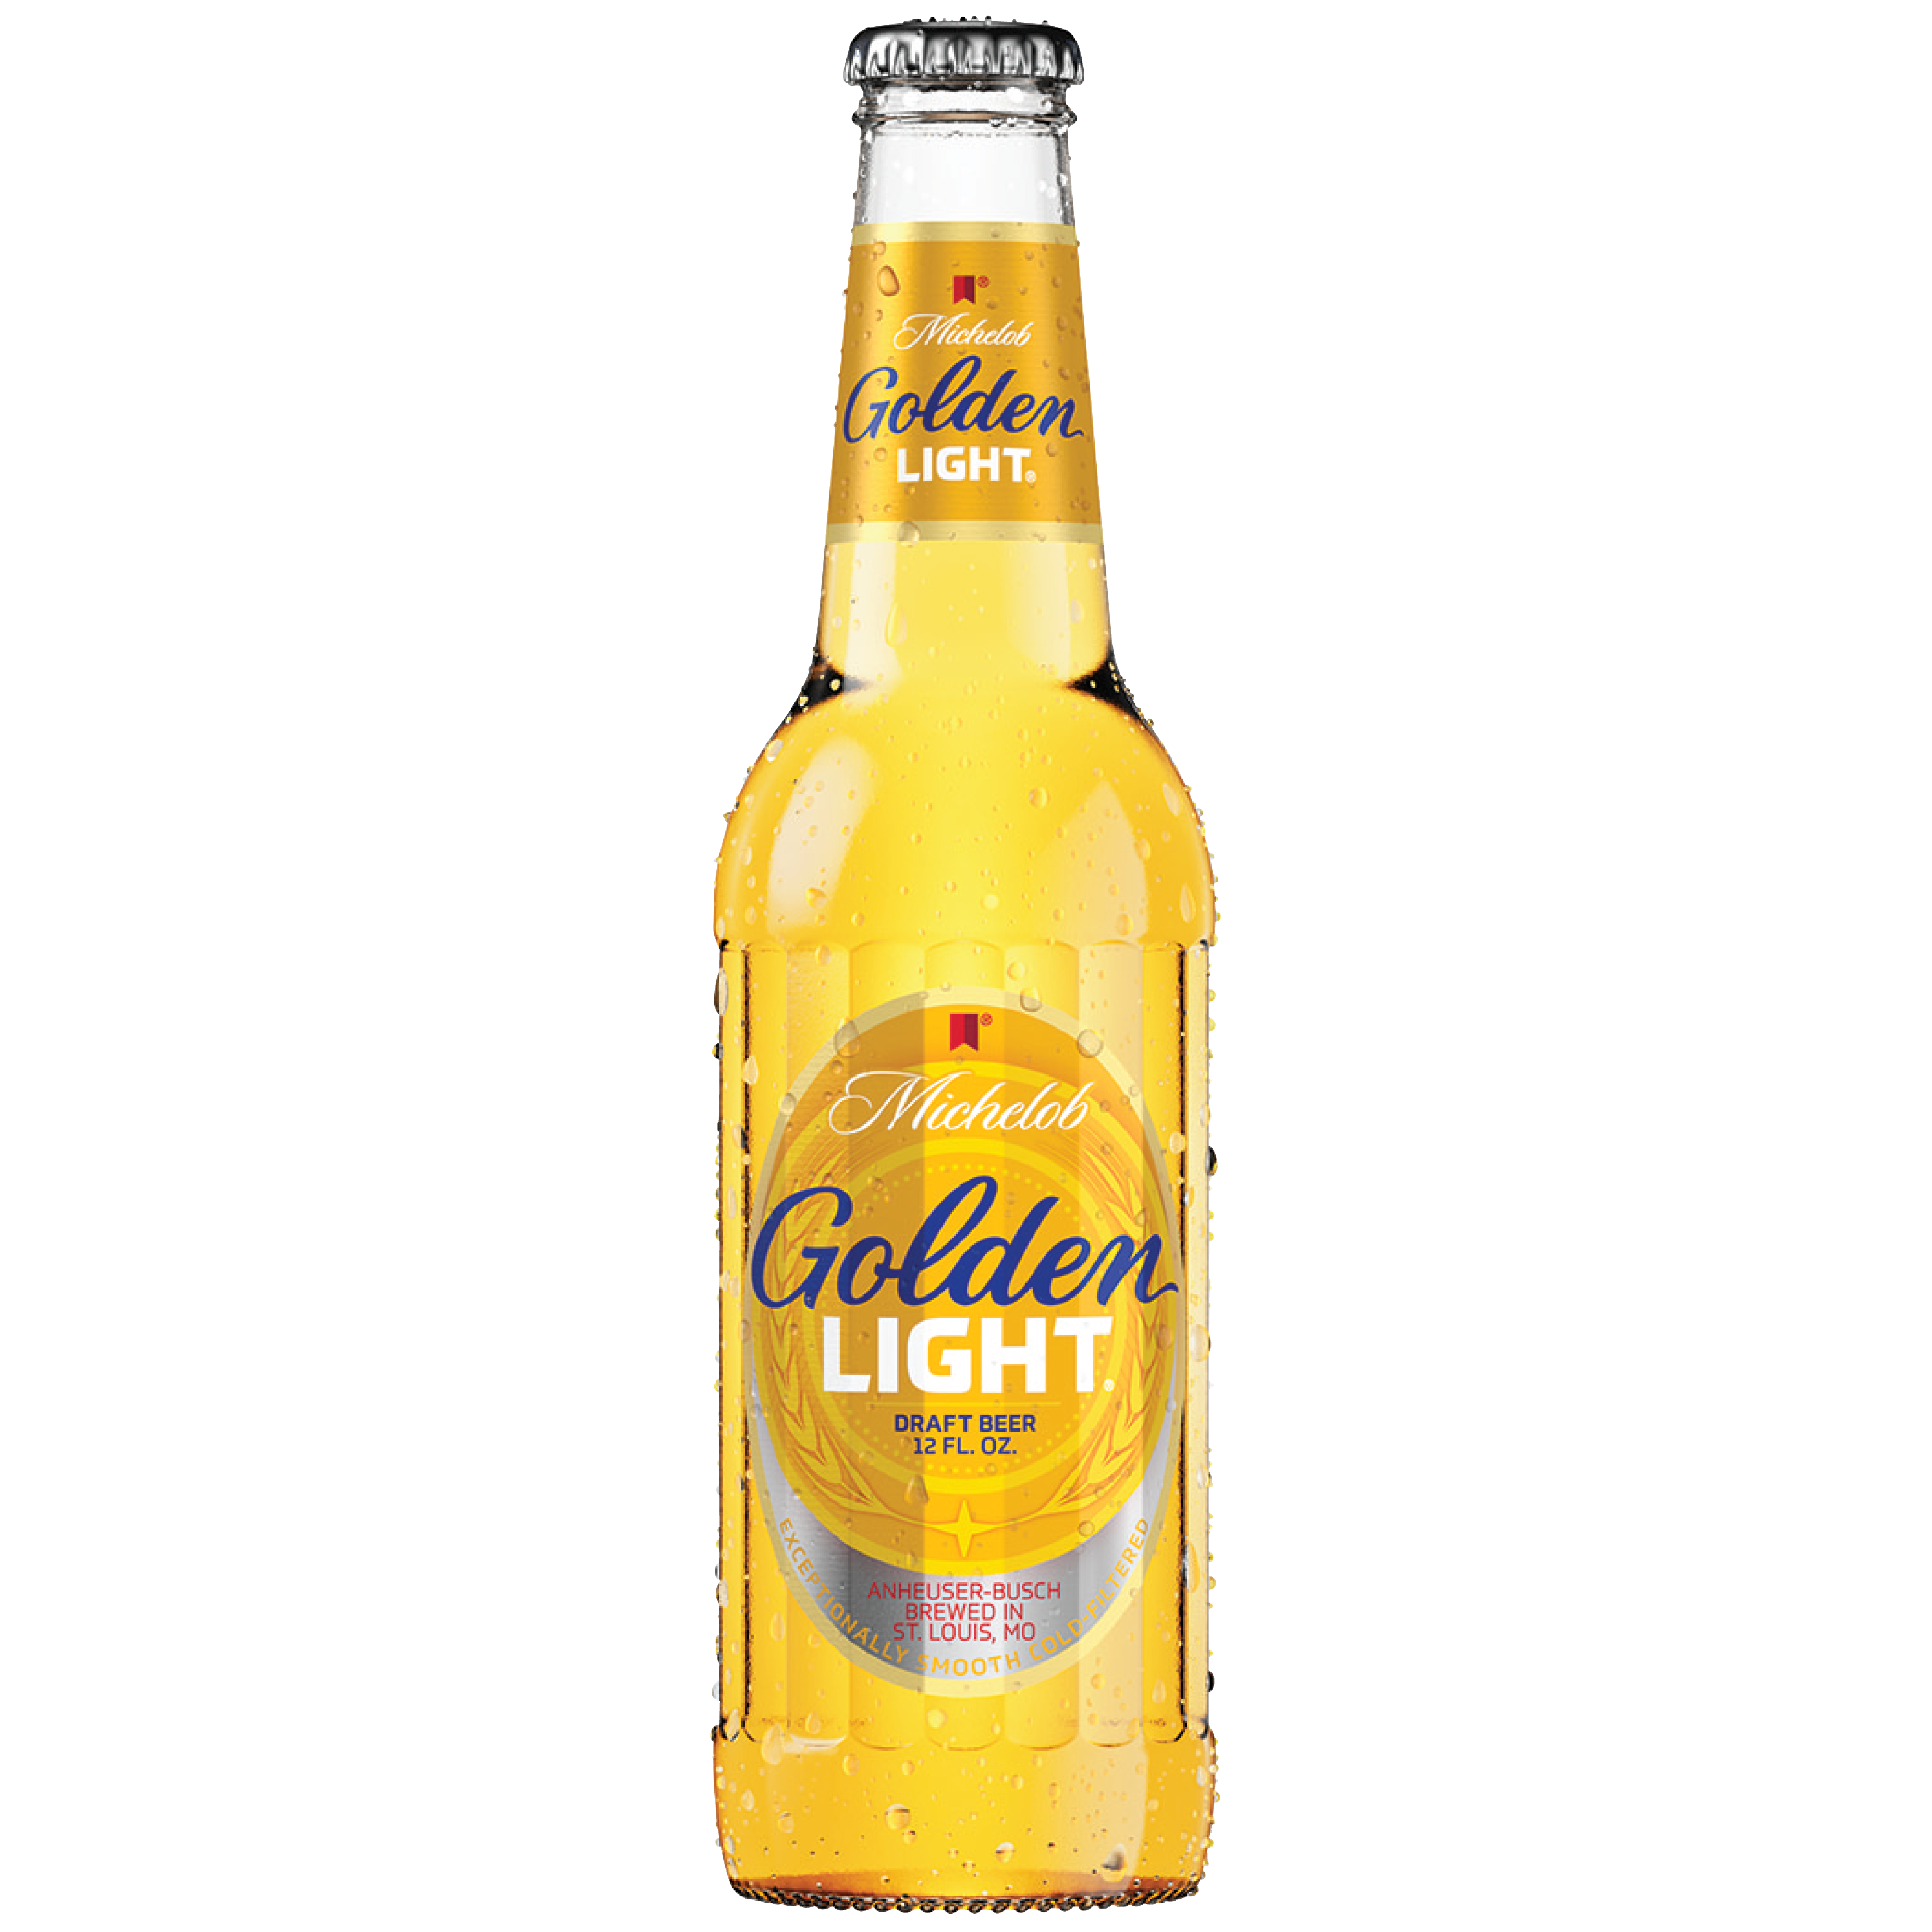 Michelob
Golden
LIGHT®
Michelob
Golden
LIGHT®
DRAFT BEER
12 FL. OZ.
ANHEUSER-BUSCH
BREWED IN
ST. LOUIS, MO
EXCEPTIONALLY SMOOTH COLD-FILTERED